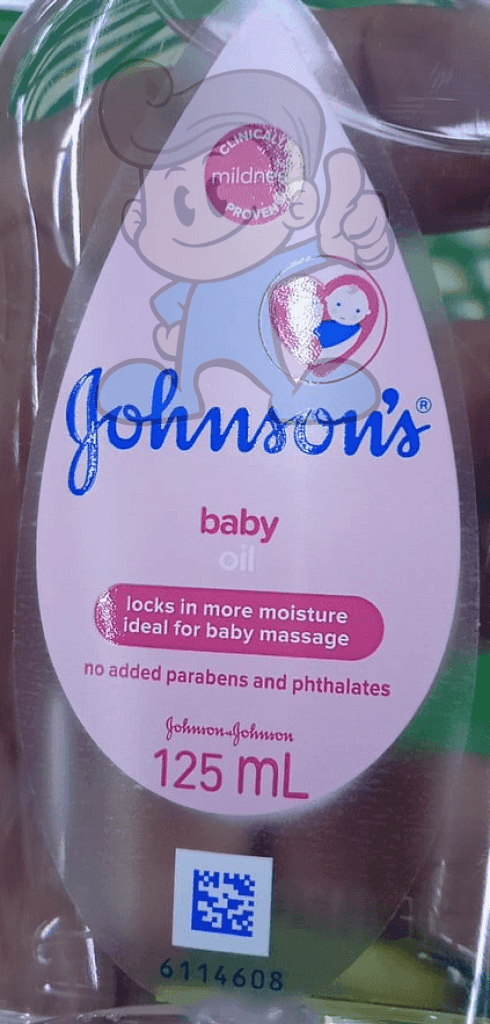 CLINICALLY
mildness
PROVEN
Johnson's®
baby
oil
locks in more moisture
ideal for baby massage
no added parabens and phthalates
Johnson&Johnson
125 mL
6114608